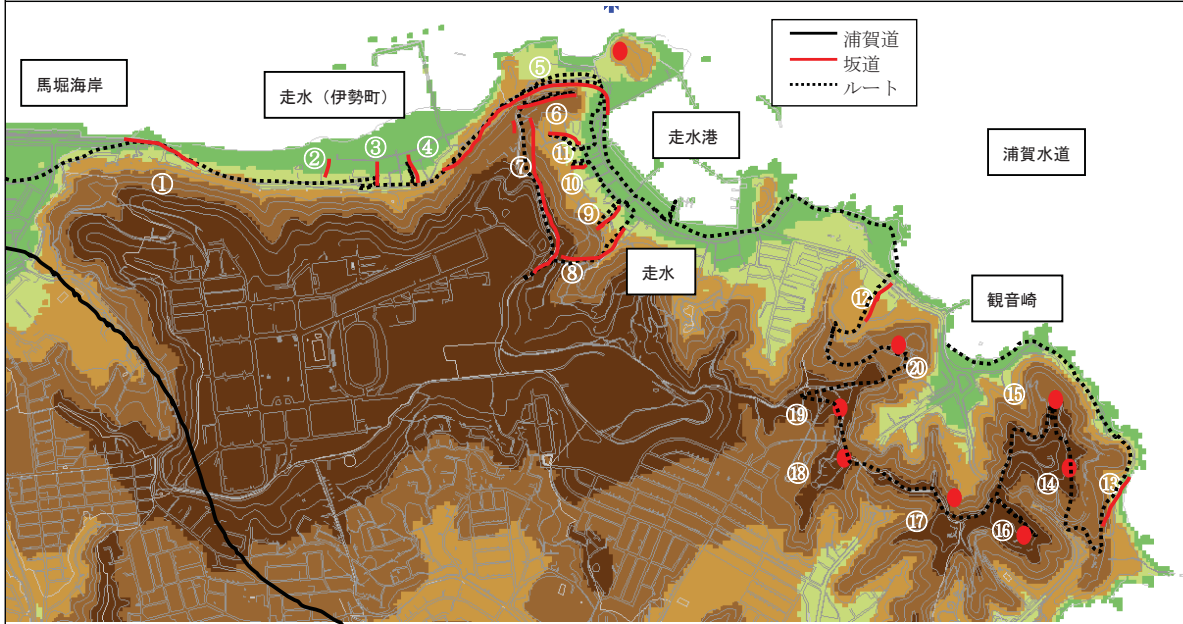 浦賀道
坂道
ルート
馬堀海岸
走水（伊勢町）
走水港
浦賀水道
走水
観音崎
①
②
③
④
⑤
⑥
⑦
⑧
⑨
⑩
⑪
⑫
⑬
⑭
⑮
⑯
⑰
⑱
⑲
⑳